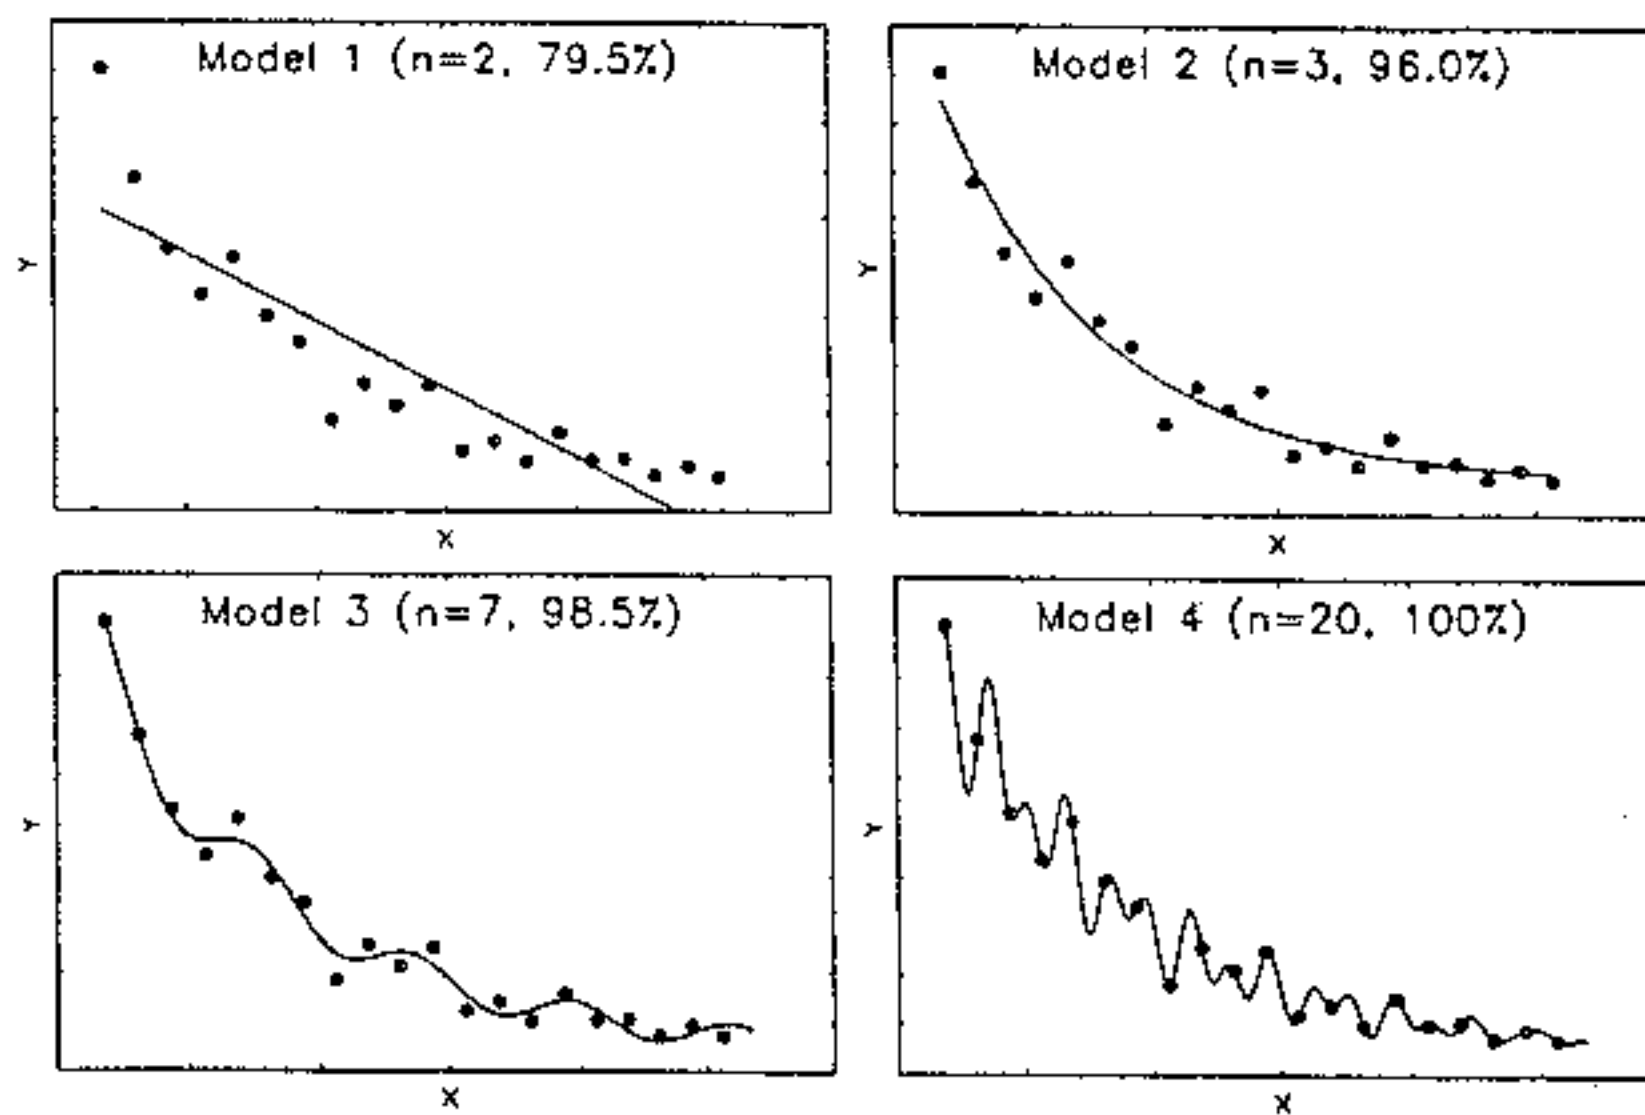 Model 1 (n=2, 79.5%)
Y
X
Model 2 (n=3, 96.0%)
Y
X
Model 3 (n=7, 98.5%)
Y
X
Model 4 (n=20, 100%)
Y
X